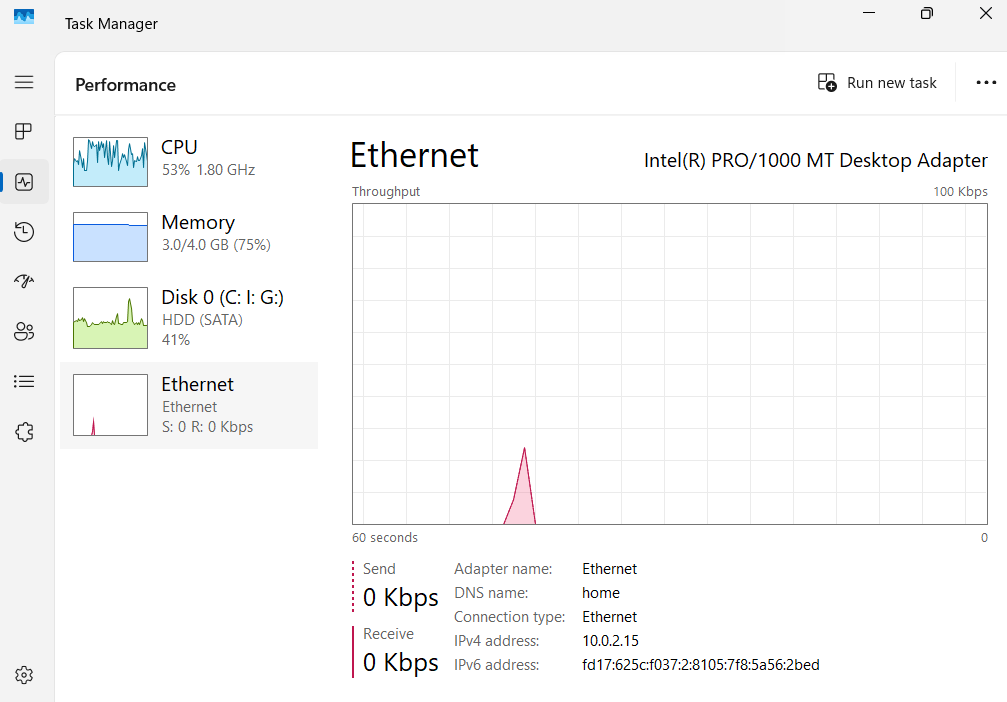 Task Manager
Performance
Run new task
CPU
53% 1.80 GHz
Memory
3.0/4.0 GB (75%)
Disk 0 (C: I: G:)
HDD (SATA)
41%
Ethernet
Ethernet
S: 0 R: 0 Kbps
Ethernet
Intel(R) PRO/1000 MT Desktop Adapter
Throughput
100 Kbps
60 seconds
0
Send
0 Kbps
Receive
0 Kbps
Adapter name: Ethernet
DNS name: home
Connection type: Ethernet
IPv4 address: 10.0.2.15
IPv6 address: fd17:625c:f037:2:8105:7f8:5a56:2bed